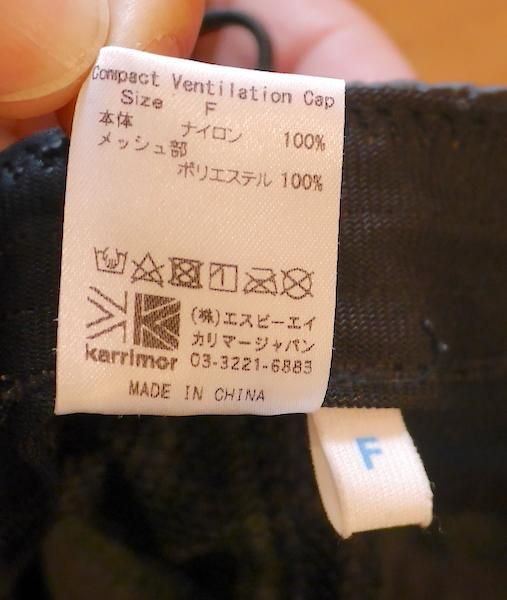 Compact Ventilation Cap
Size F
本体 ナイロン 100%
メッシュ部
ポリエステル 100%
karrimor
(株)エスピーエイ
カリマージャパン
03-3221-6883
MADE IN CHINA
F